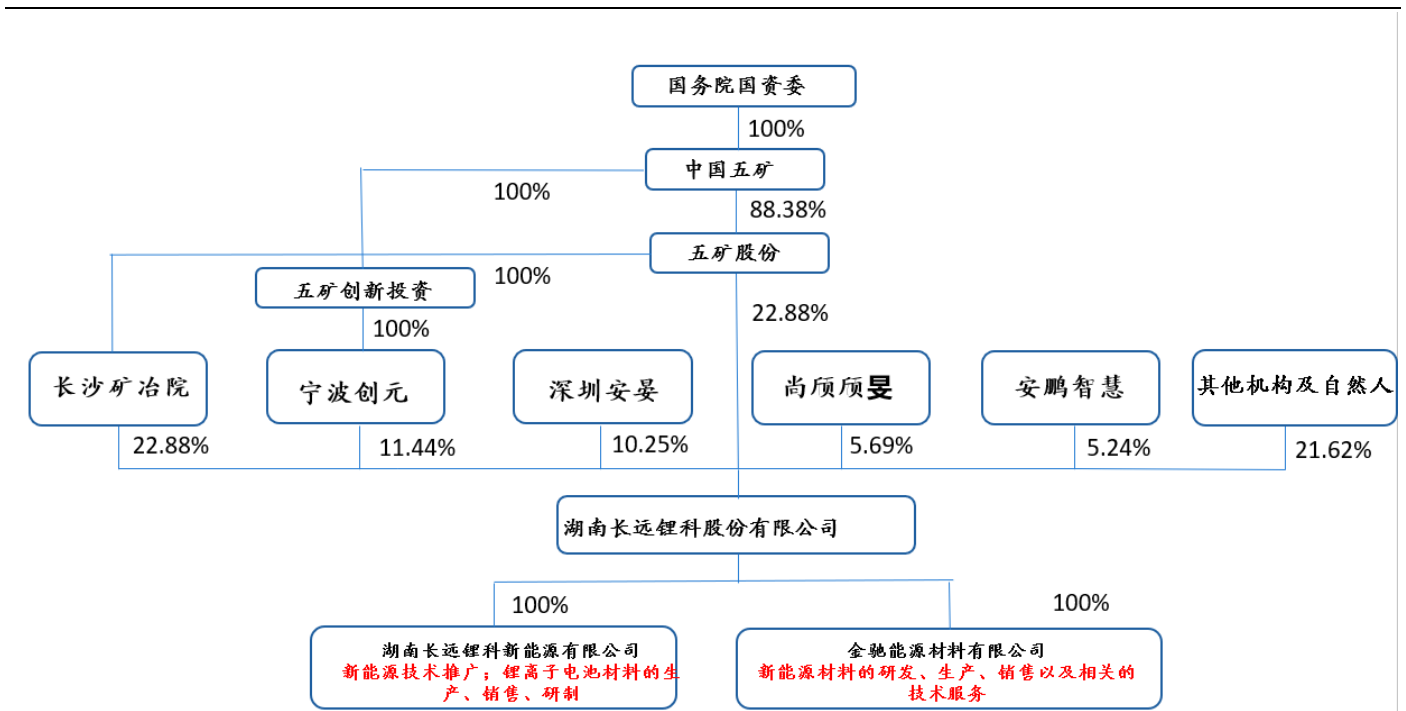 国务院国资委
100%
中国五矿
100%
88.38%
五矿股份
100%
五矿创新投资
22.88%
100%
长沙矿冶院
宁波创元
深圳安晏
尚颀颀旻
安鹏智慧
其他机构及自然人
22.88%
11.44%
10.25%
5.69%
5.24%
21.62%
湖南长远锂科股份有限公司
100%
100%
湖南长远锂科新能源有限公司
新能源技术推广；锂离子电池材料的生
产、销售、研制
金驰能源材料有限公司
新能源材料的研发、生产、销售以及相关的
技术服务